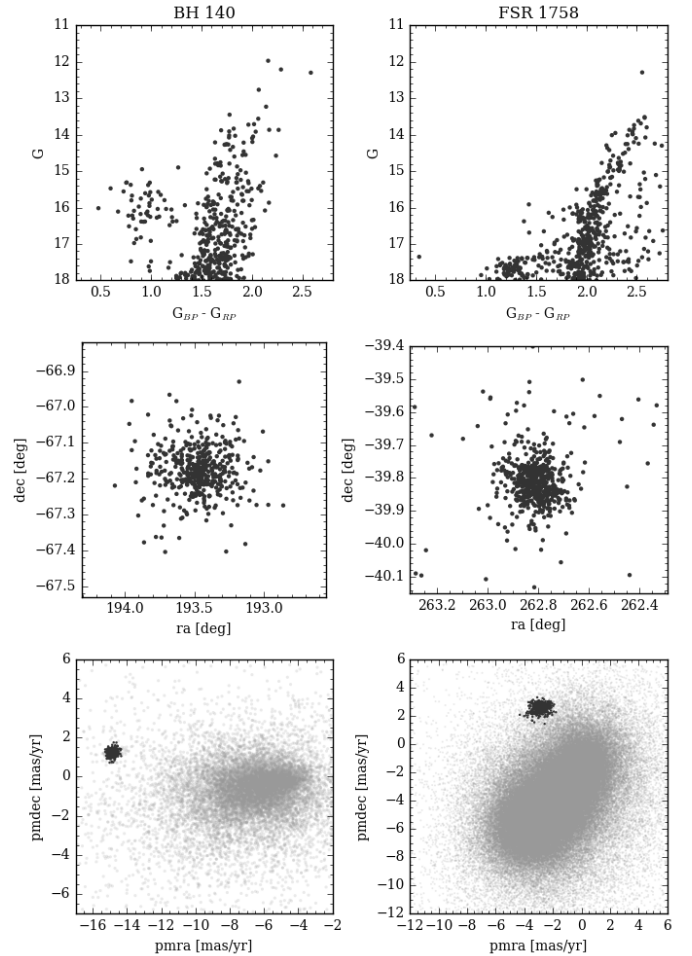 BH 140
FSR 1758
11
12
13
14
15
16
17
18
G
0.5 1.0 1.5 2.0 2.5
G_BP - G_RP
11
12
13
14
15
16
17
18
G
0.5 1.0 1.5 2.0 2.5
G_BP - G_RP
−66.9
−67.0
−67.1
−67.2
−67.3
−67.4
−67.5
dec [deg]
194.0 193.5 193.0
ra [deg]
−39.4
−39.5
−39.6
−39.7
−39.8
−39.9
−40.0
−40.1
dec [deg]
263.2 263.0 262.8 262.6 262.4
ra [deg]
6
4
2
0
−2
−4
−6
pmdec [mas/yr]
−16 −14 −12 −10 −8 −6 −4 −2
pmra [mas/yr]
6
4
2
0
−2
−4
−6
−8
−10
−12
pmdec [mas/yr]
−12 −10 −8 −6 −4 −2 0 2 4 6
pmra [mas/yr]